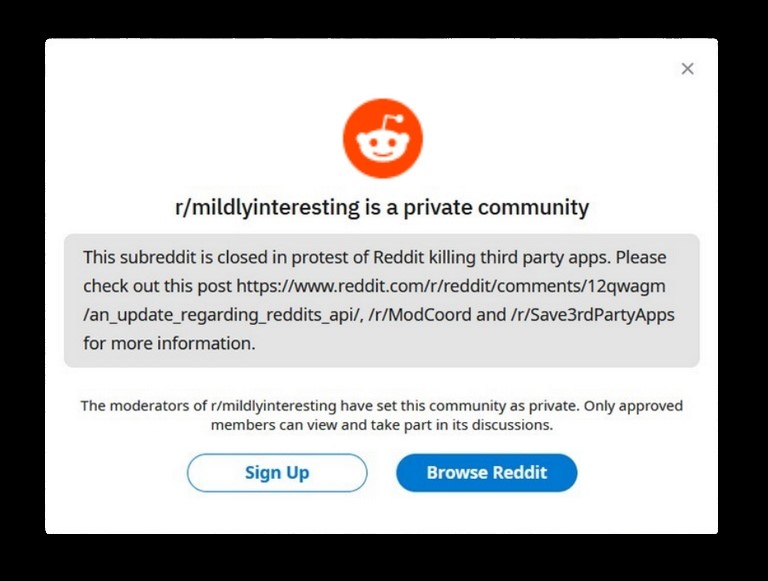 r/mildlyinteresting is a private community
This subreddit is closed in protest of Reddit killing third party apps. Please
check out this post https://www.reddit.com/r/reddit/comments/12qwagm
/an_update_regarding_reddits_api/, /r/ModCoord and /r/Save3rdPartyApps
for more information.
The moderators of r/mildlyinteresting have set this community as private. Only approved
members can view and take part in its discussions.
Sign Up
Browse Reddit